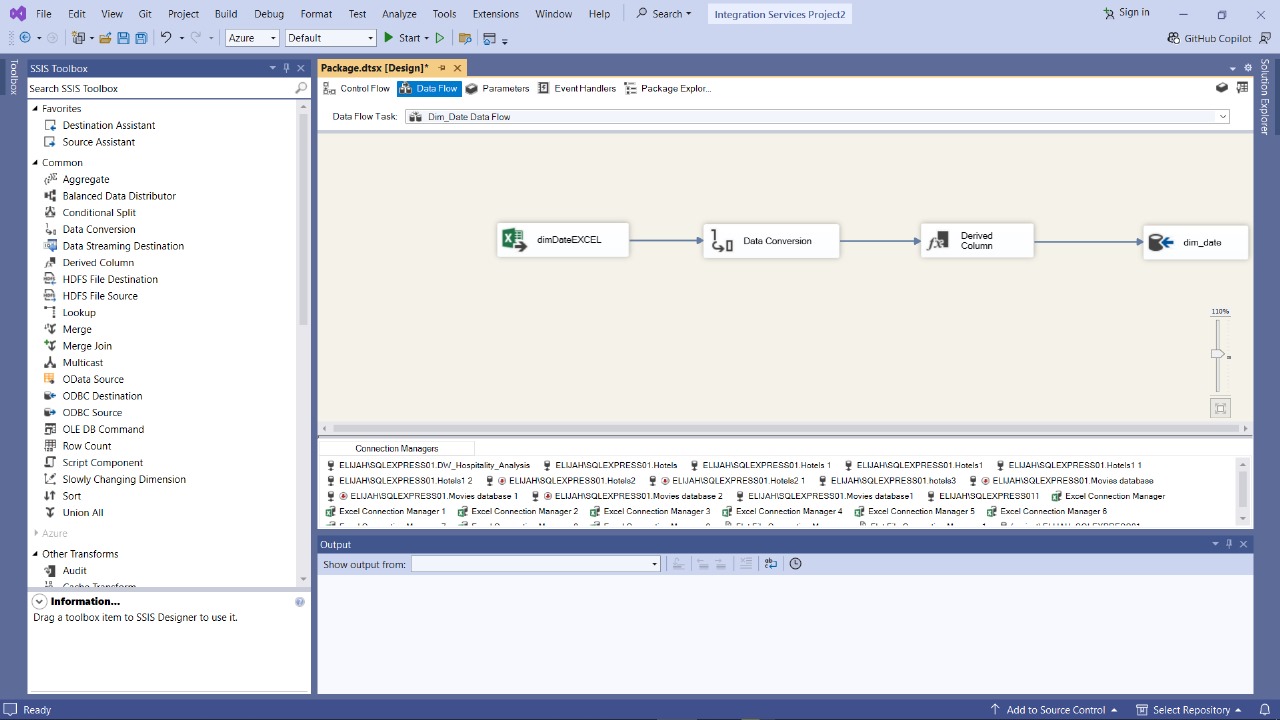 File Edit View Git Project Build Debug Format Test Analyze Tools Extensions Window Help Search Integration Services Project2 Sign in
Azure Default Start GitHub Copilot
Toolbox
SSIS Toolbox
Search SSIS Toolbox
Favorites
Destination Assistant
Source Assistant
Common
Aggregate
Balanced Data Distributor
Conditional Split
Data Conversion
Data Streaming Destination
Derived Column
HDFS File Destination
HDFS File Source
Lookup
Merge
Merge Join
Multicast
OData Source
ODBC Destination
ODBC Source
OLE DB Command
Row Count
Script Component
Slowly Changing Dimension
Sort
Union All
Azure
Other Transforms
Audit
Cache Transform
Information...
Drag a toolbox item to SSIS Designer to use it.
Package.dtsx [Design]*
Control Flow Data Flow Parameters Event Handlers Package Explor...
Data Flow Task: Dim_Date Data Flow
dimDateEXCEL
Data Conversion
Derived
Column
dim_date
110%
Connection Managers
ELIJAH\SQLEXPRESS01.DW_Hospitality_Analysis ELIJAH\SQLEXPRESS01.Hotels ELIJAH\SQLEXPRESS01.Hotels 1 ELIJAH\SQLEXPRESS01.Hotels1 ELIJAH\SQLEXPRESS01.Hotels1 1
ELIJAH\SQLEXPRESS01.Hotels1 2 ELIJAH\SQLEXPRESS01.Hotels2 ELIJAH\SQLEXPRESS01.Hotels2 1 ELIJAH\SQLEXPRESS01.hotels3 ELIJAH\SQLEXPRESS01.Movies database
ELIJAH\SQLEXPRESS01.Movies database 1 ELIJAH\SQLEXPRESS01.Movies database 2 ELIJAH\SQLEXPRESS01.Movies database1 ELIJAH\SQLEXPRESS011 Excel Connection Manager
Excel Connection Manager 1 Excel Connection Manager 2 Excel Connection Manager 3 Excel Connection Manager 4 Excel Connection Manager 5 Excel Connection Manager 6
Output
Show output from:
Solution Explorer
Ready Add to Source Control Select Repository